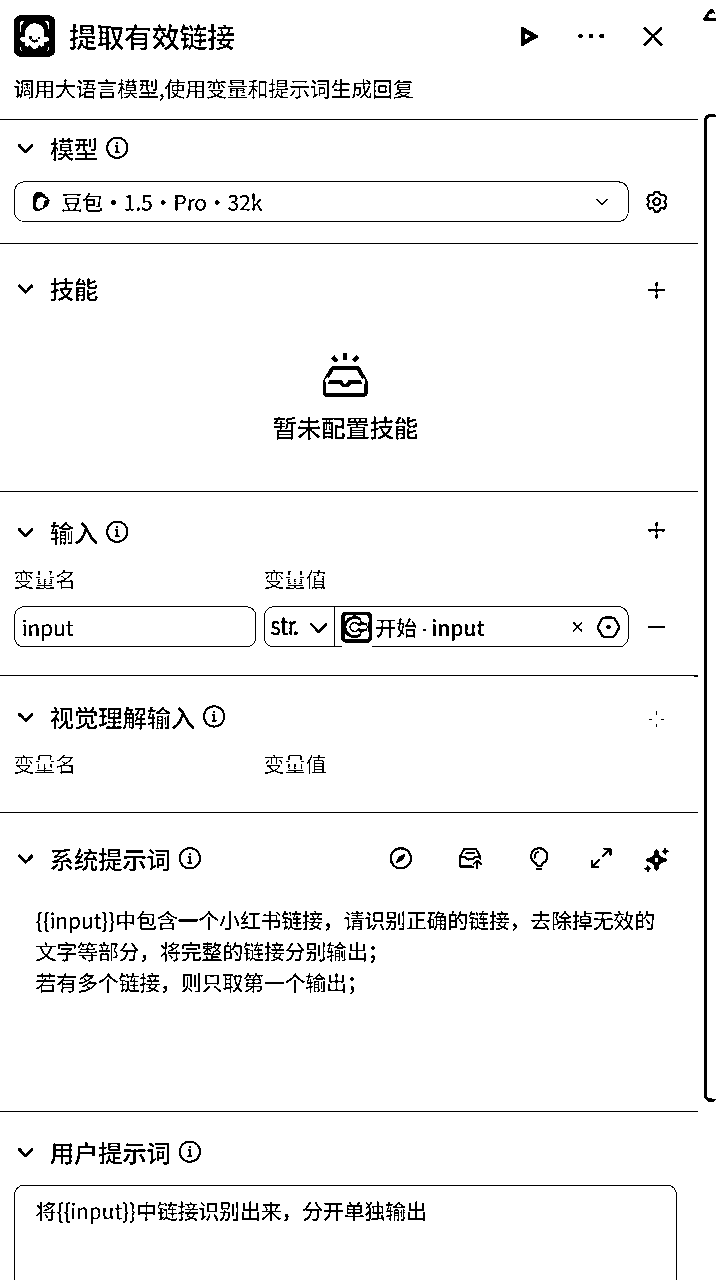 提取有效链接
调用大语言模型,使用变量和提示词生成回复
模型
豆包·1.5·Pro·32k
技能
暂未配置技能
输入
变量名 变量值
input str. 开始·input
视觉理解输入
变量名 变量值
系统提示词
{{input}}中包含一个小红书链接，请识别正确的链接，去除掉无效的
文字等部分，将完整的链接分别输出；
若有多个链接，则只取第一个输出；
用户提示词
将{{input}}中链接识别出来，分开单独输出